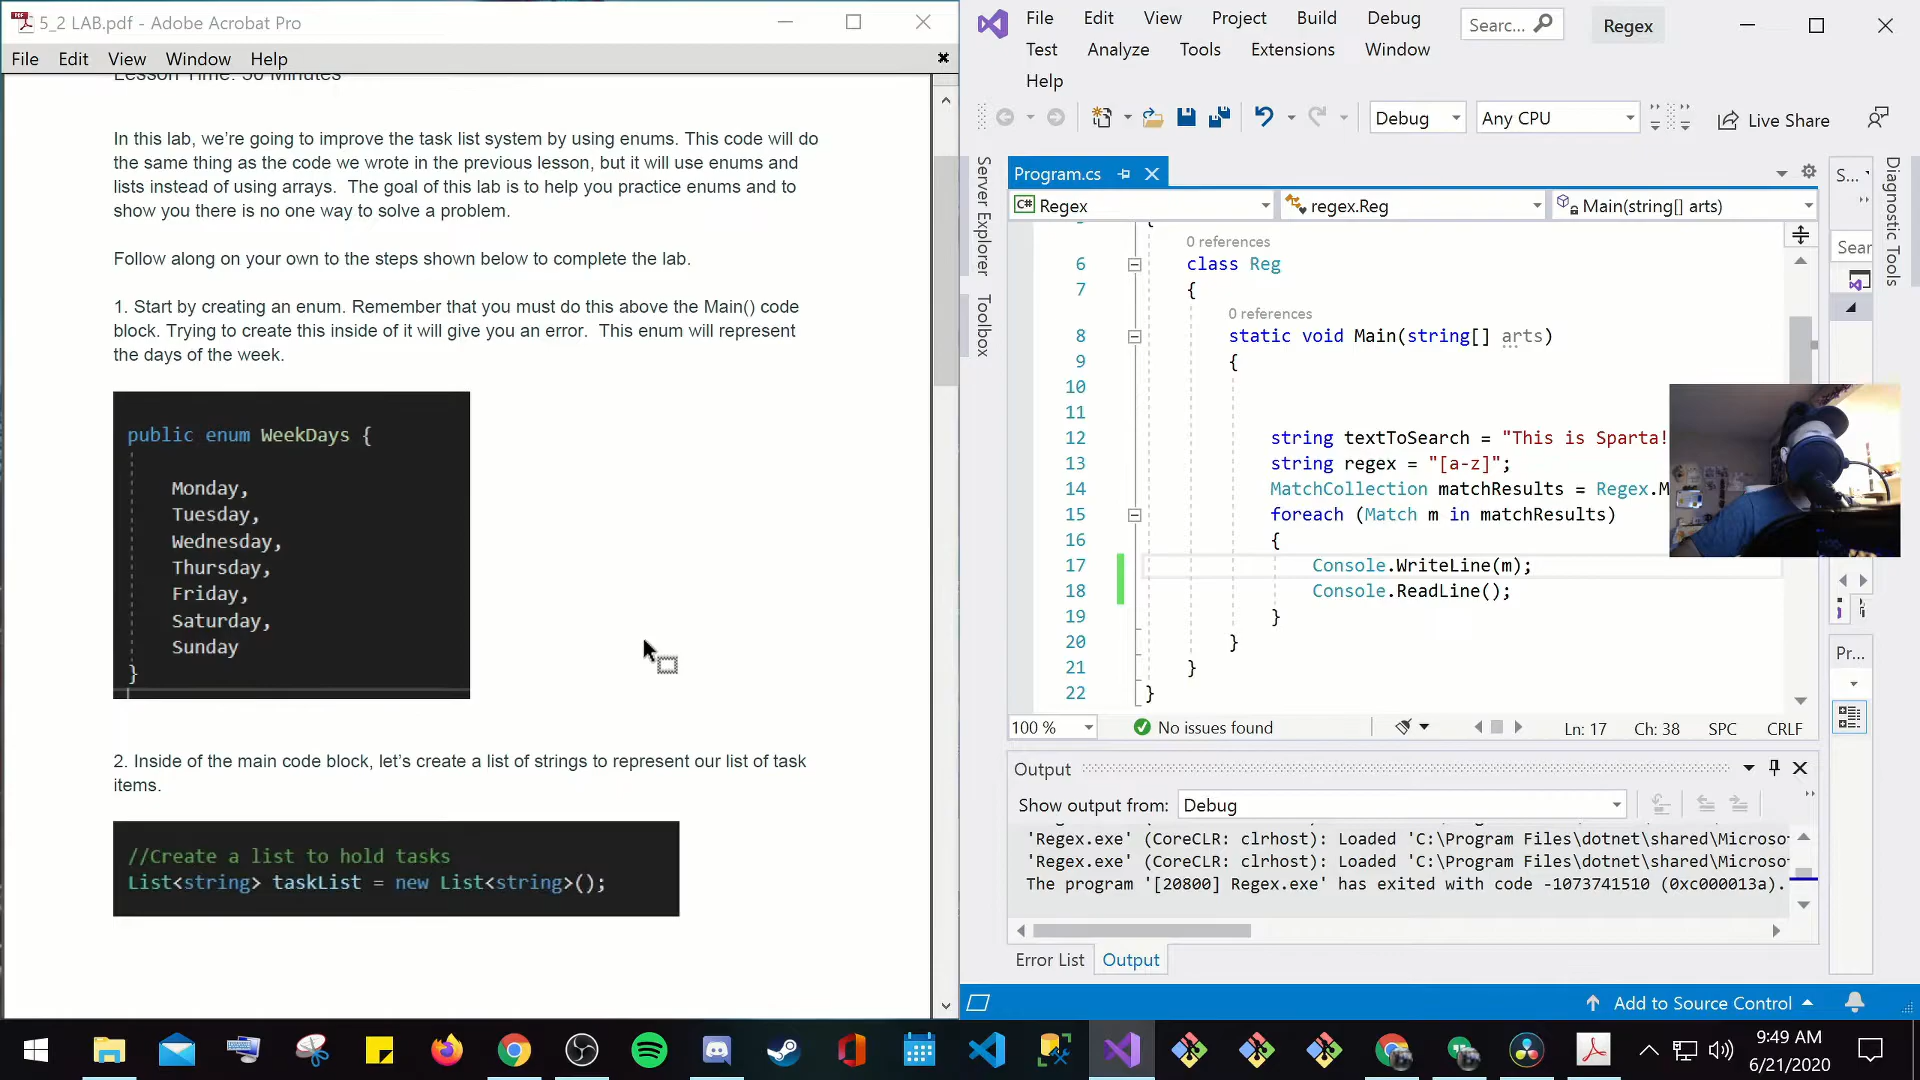 5_2 LAB.pdf - Adobe Acrobat Pro
File Edit View Window Help
Lesson Time: 50 Minutes
In this lab, we're going to improve the task list system by using enums. This code will do
the same thing as the code we wrote in the previous lesson, but it will use enums and
lists instead of using arrays. The goal of this lab is to help you practice enums and to
show you there is no one way to solve a problem.
Follow along on your own to the steps shown below to complete the lab.
1. Start by creating an enum. Remember that you must do this above the Main() code
block. Trying to create this inside of it will give you an error. This enum will represent
the days of the week.
public enum WeekDays {
Monday,
Tuesday,
Wednesday,
Thursday,
Friday,
Saturday,
Sunday
}
2. Inside of the main code block, let's create a list of strings to represent our list of task
items.
//Create a list to hold tasks
List<string> taskList = new List<string>();
File Edit View Project Build Debug
Searc...
Regex
Test Analyze Tools Extensions Window
Help
Debug
Any CPU
Live Share
Server Explorer
Toolbox
Program.cs
Regex
regex.Reg
Main(string[] arts)
0 references
6 class Reg
7 {
0 references
8 static void Main(string[] arts)
9 {
10
11
12 string textToSearch = "This is Sparta!
13 string regex = "[a-z]";
14 MatchCollection matchResults = Regex.M
15 foreach (Match m in matchResults)
16 {
17 Console.WriteLine(m);
18 Console.ReadLine();
19 }
20 }
21 }
22 }
100 %
No issues found
Ln: 17 Ch: 38 SPC CRLF
Output
Show output from: Debug
'Regex.exe' (CoreCLR: clrhost): Loaded 'C:\Program Files\dotnet\shared\Microso
'Regex.exe' (CoreCLR: clrhost): Loaded 'C:\Program Files\dotnet\shared\Microso
The program '[20800] Regex.exe' has exited with code -1073741510 (0xc000013a).
Error List Output
S...
Sear
Pr...
Diagnostic Tools
Add to Source Control
9:49 AM
6/21/2020